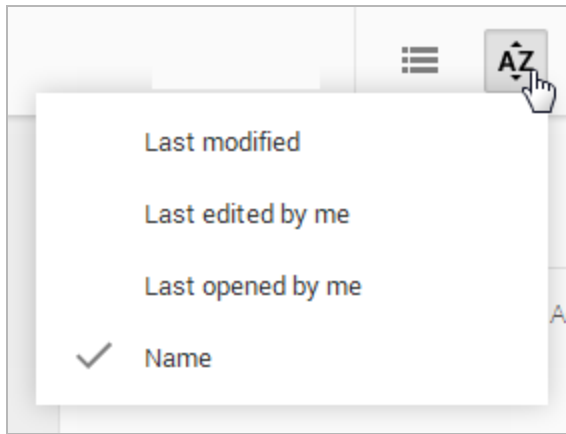 AZ
Last modified
Last edited by me
Last opened by me
A
Name